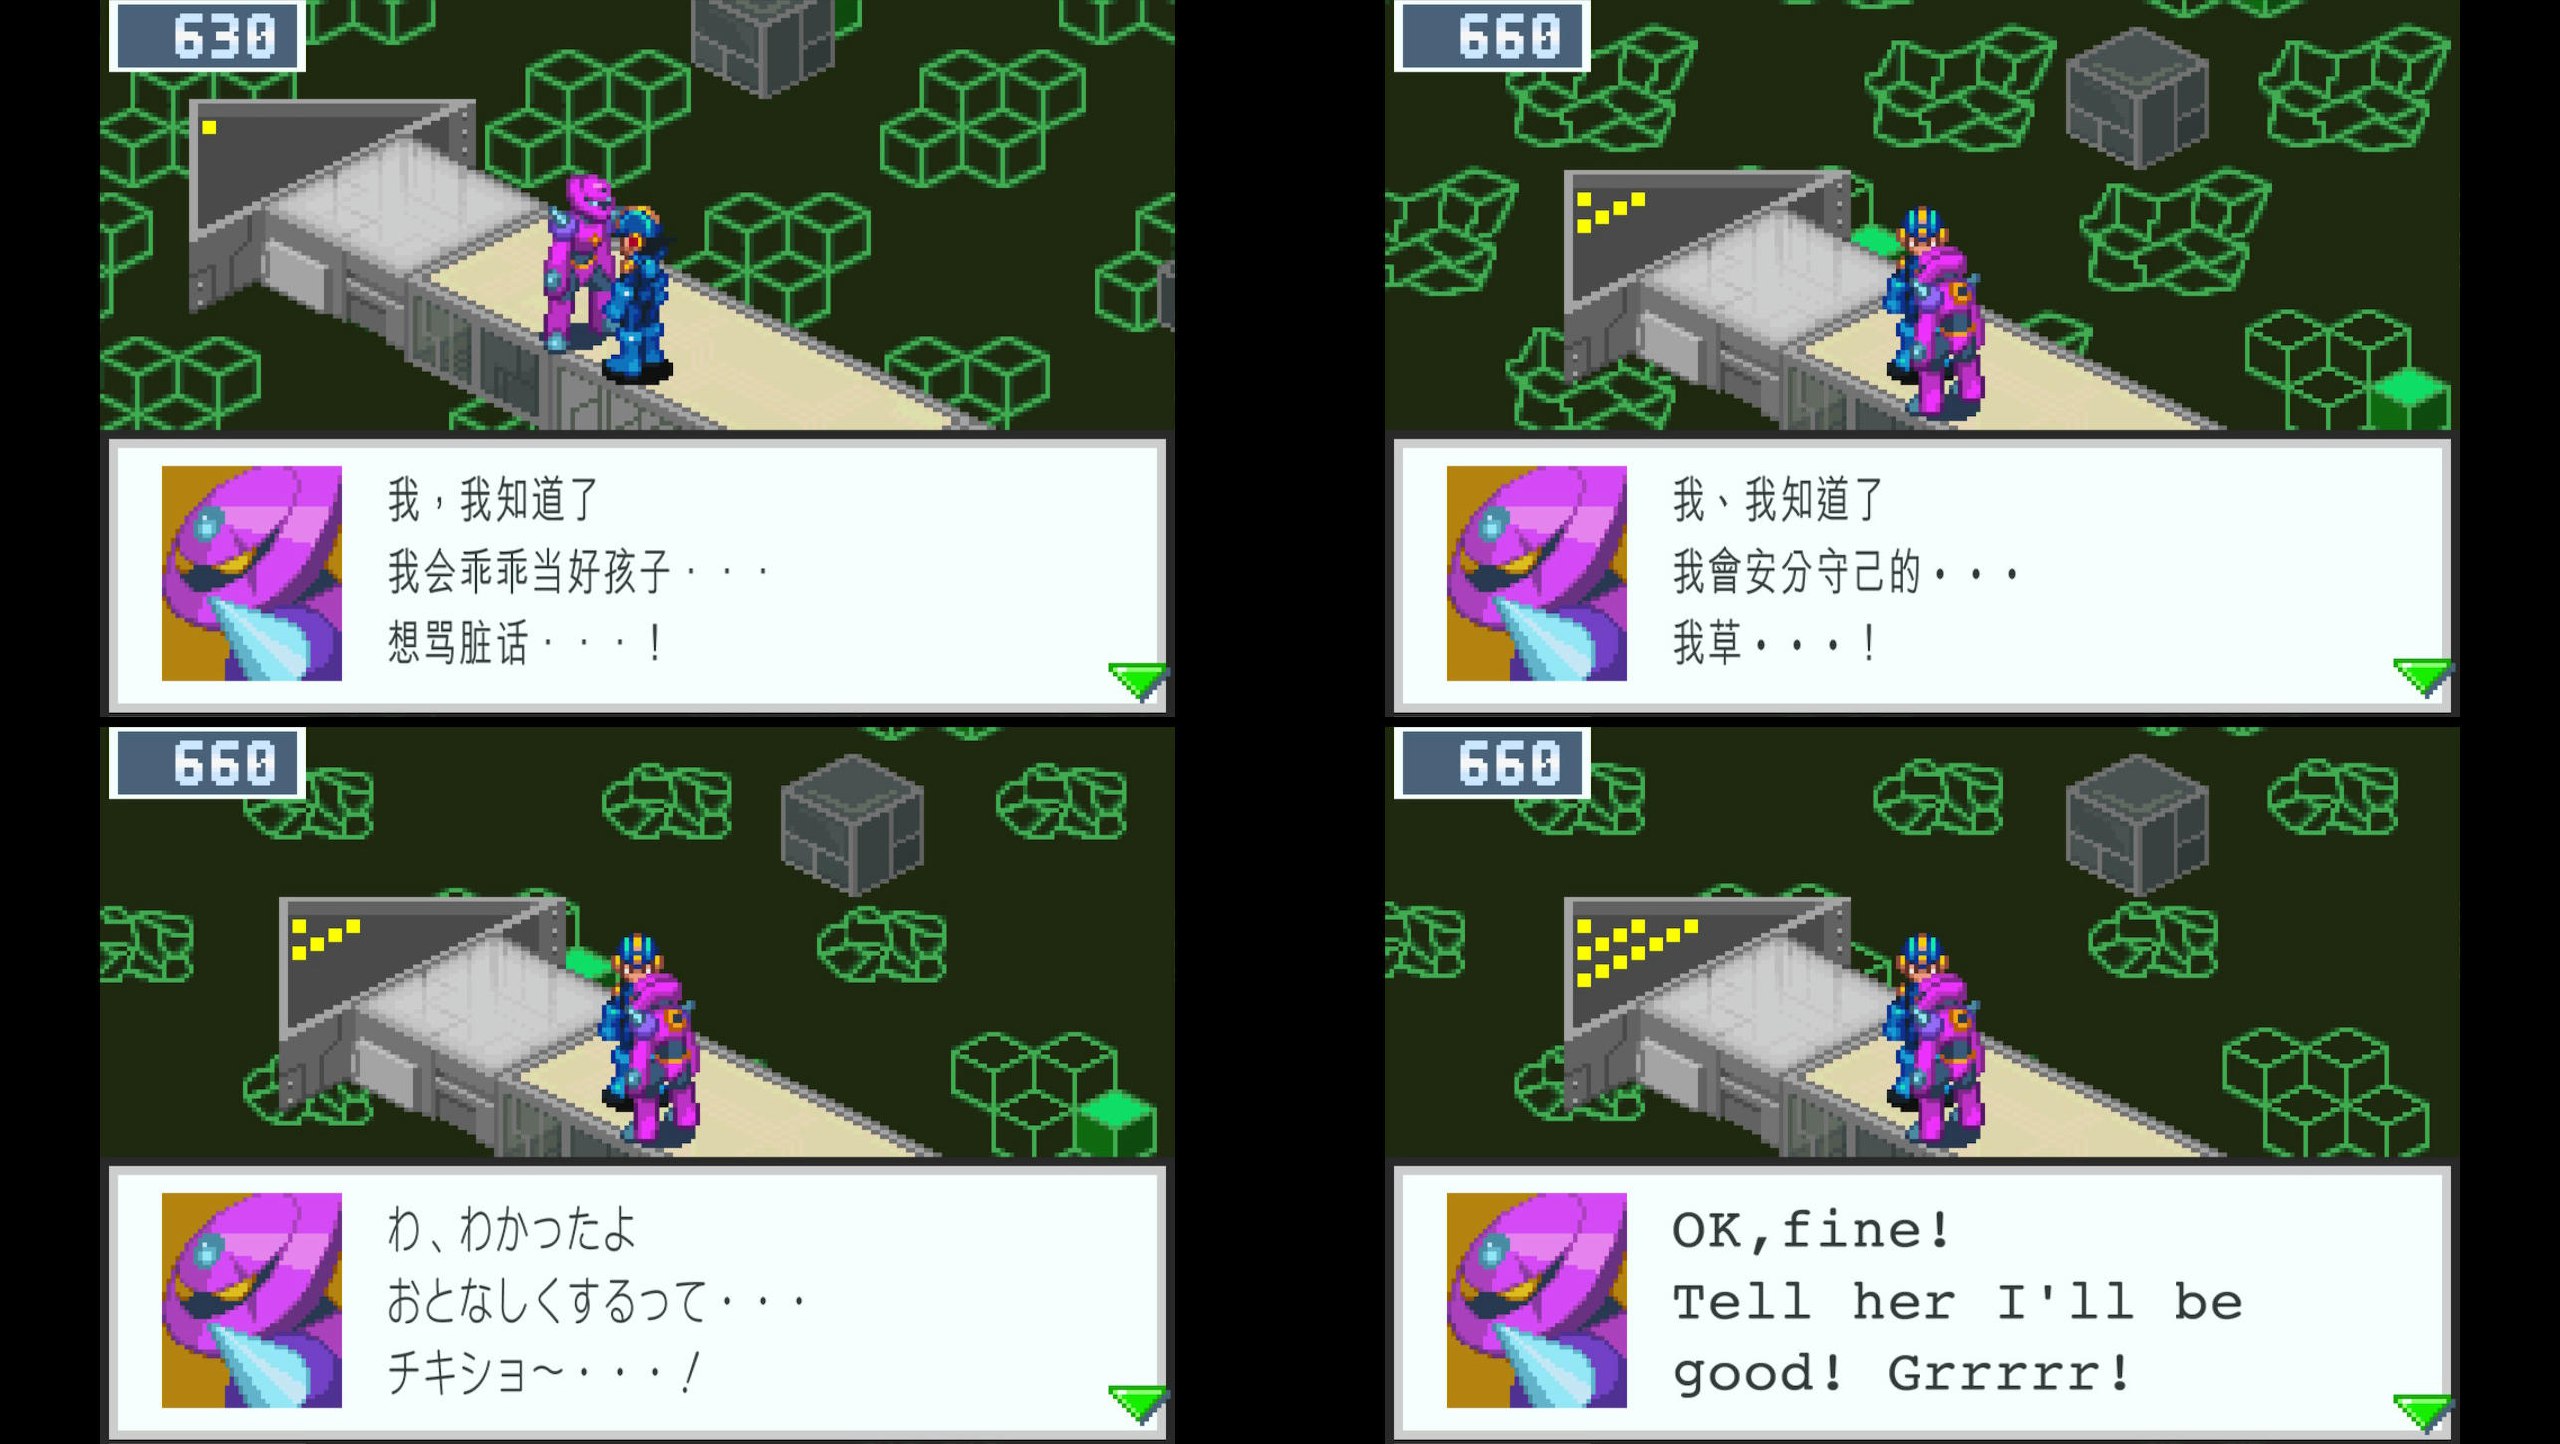 630
我，我知道了
我会乖乖当好孩子···
想骂脏话···！
660
我、我知道了
我會安分守己的···
我草···！
660
わ、わかったよ
おとなしくするって···
チキショ～···！
660
OK,fine!
Tell her I'll be
good! Grrrrr!